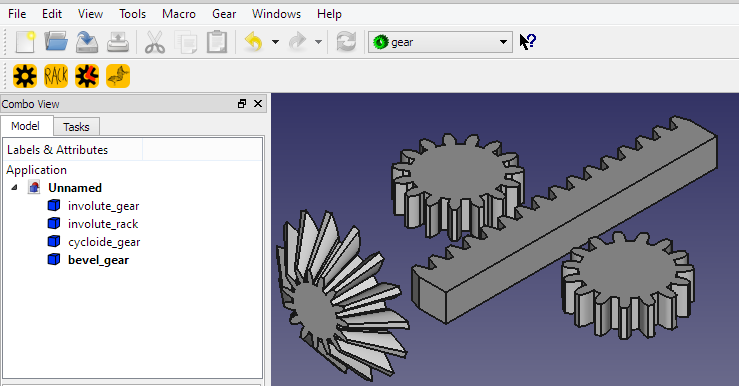 File Edit View Tools Macro Gear Windows Help
gear
RACK
Combo View
Model Tasks
Labels & Attributes
Application
Unnamed
involute_gear
involute_rack
cycloide_gear
bevel_gear